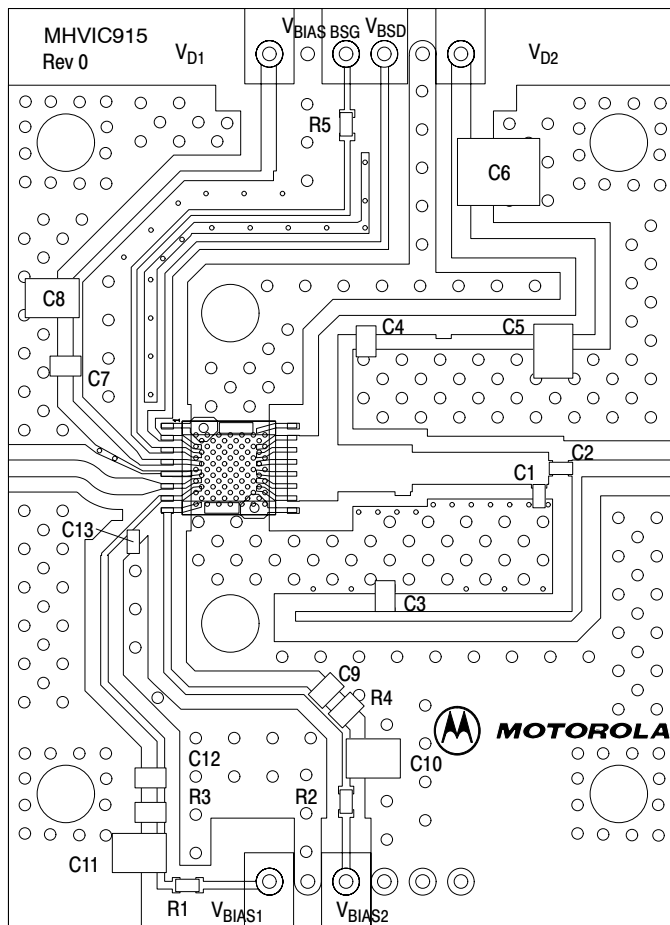 MHVIC915
Rev 0
VD1
VBIAS BSG
VBSD
VD2
R5
C6
C8
C4
C5
C7
C2
C1
C13
C3
C9
R4
MOTOROLA
C12
C10
R3
R2
C11
R1
VBIAS1
VBIAS2